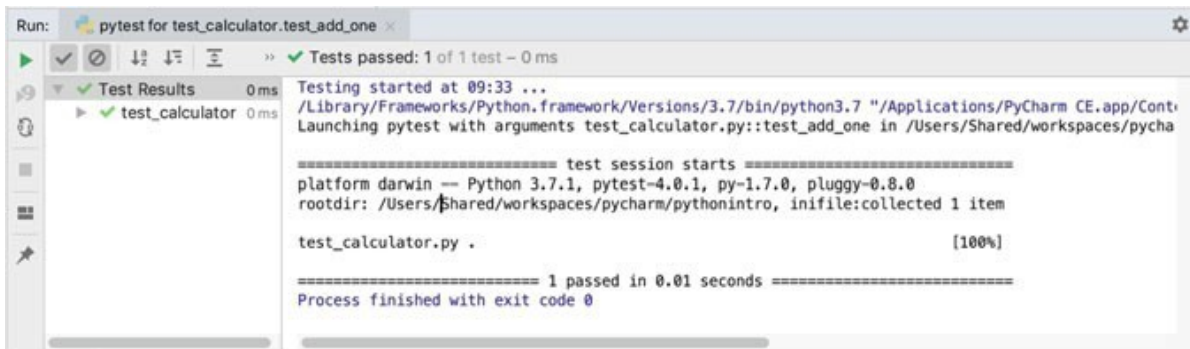 Run: pytest for test_calculator.test_add_one ×
>> Tests passed: 1 of 1 test – 0 ms
Test Results 0 ms
test_calculator 0 ms
Testing started at 09:33 ...
/Library/Frameworks/Python.framework/Versions/3.7/bin/python3.7 "/Applications/PyCharm CE.app/Cont
Launching pytest with arguments test_calculator.py::test_add_one in /Users/Shared/workspaces/pycha
============================= test session starts ==============================
platform darwin -- Python 3.7.1, pytest-4.0.1, py-1.7.0, pluggy-0.8.0
rootdir: /Users/Shared/workspaces/pycharm/pythonintro, inifile:collected 1 item
test_calculator.py . [100%]
=========================== 1 passed in 0.01 seconds ===========================
Process finished with exit code 0